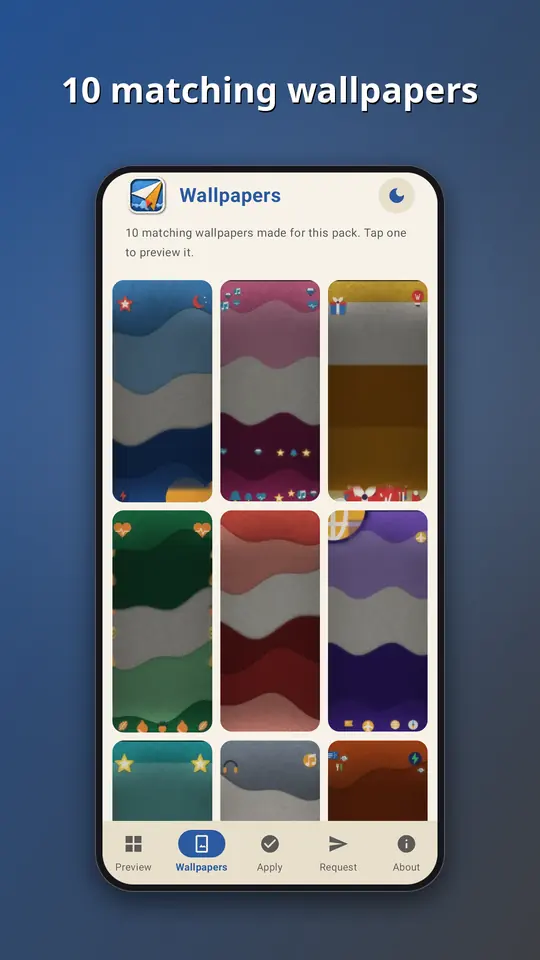 10 matching wallpapers
Wallpapers
10 matching wallpapers made for this pack. Tap one
to preview it.
Preview
Wallpapers
Apply
Request
About